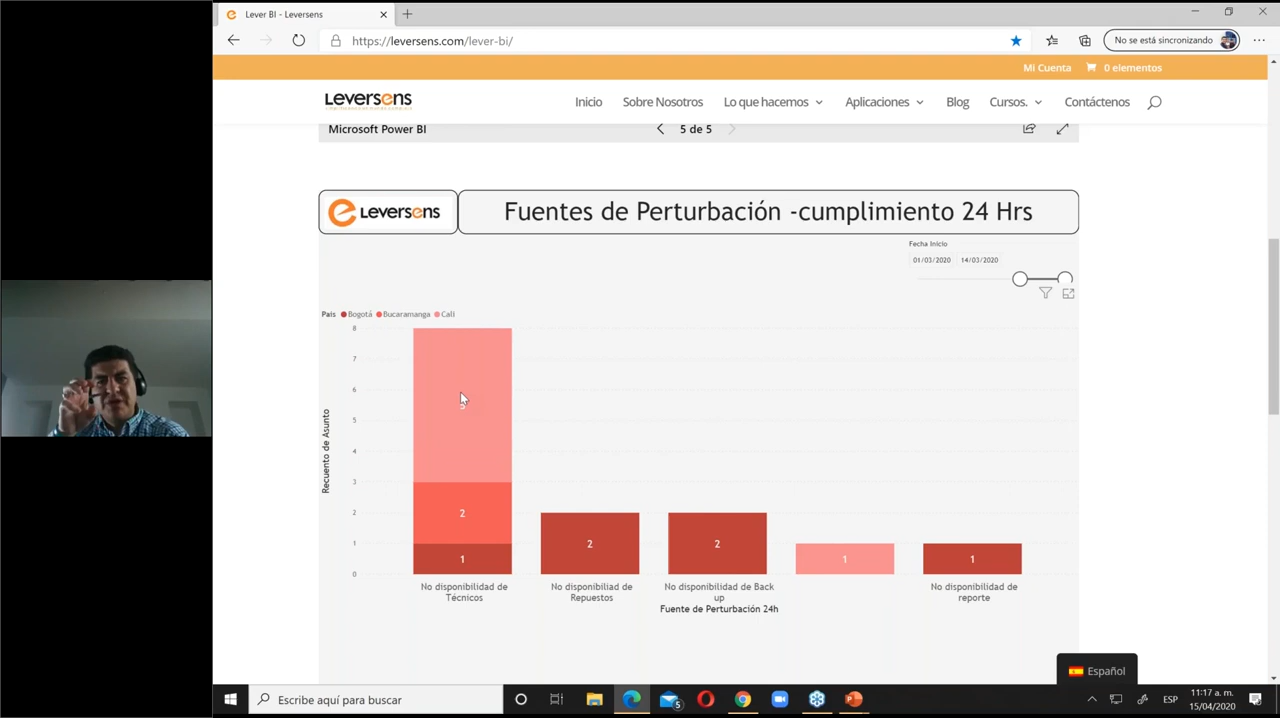 Lever BI - Leversens
https://leversens.com/lever-bi/
No se está sincronizando
Mi Cuenta 0 elementos
Leversens
Inicio Sobre Nosotros Lo que hacemos Aplicaciones Blog Cursos. Contáctenos
Microsoft Power BI 5 de 5
Leversens Fuentes de Perturbación -cumplimiento 24 Hrs
Fecha Inicio
01/03/2020 14/03/2020
País Bogotá Bucaramanga Cali
8
7
6
5
4
3
2
1
0
Recuento de Asunto
5
2
1
2
2
1
1
No disponibilidad de
Técnicos
No disponibiliad de
Repuestos
No disponibilidad de Back
up
No disponibilidad de
reporte
Fuente de Perturbación 24h
Español
Escribe aquí para buscar
5
ESP
11:17 a. m.
15/04/2020